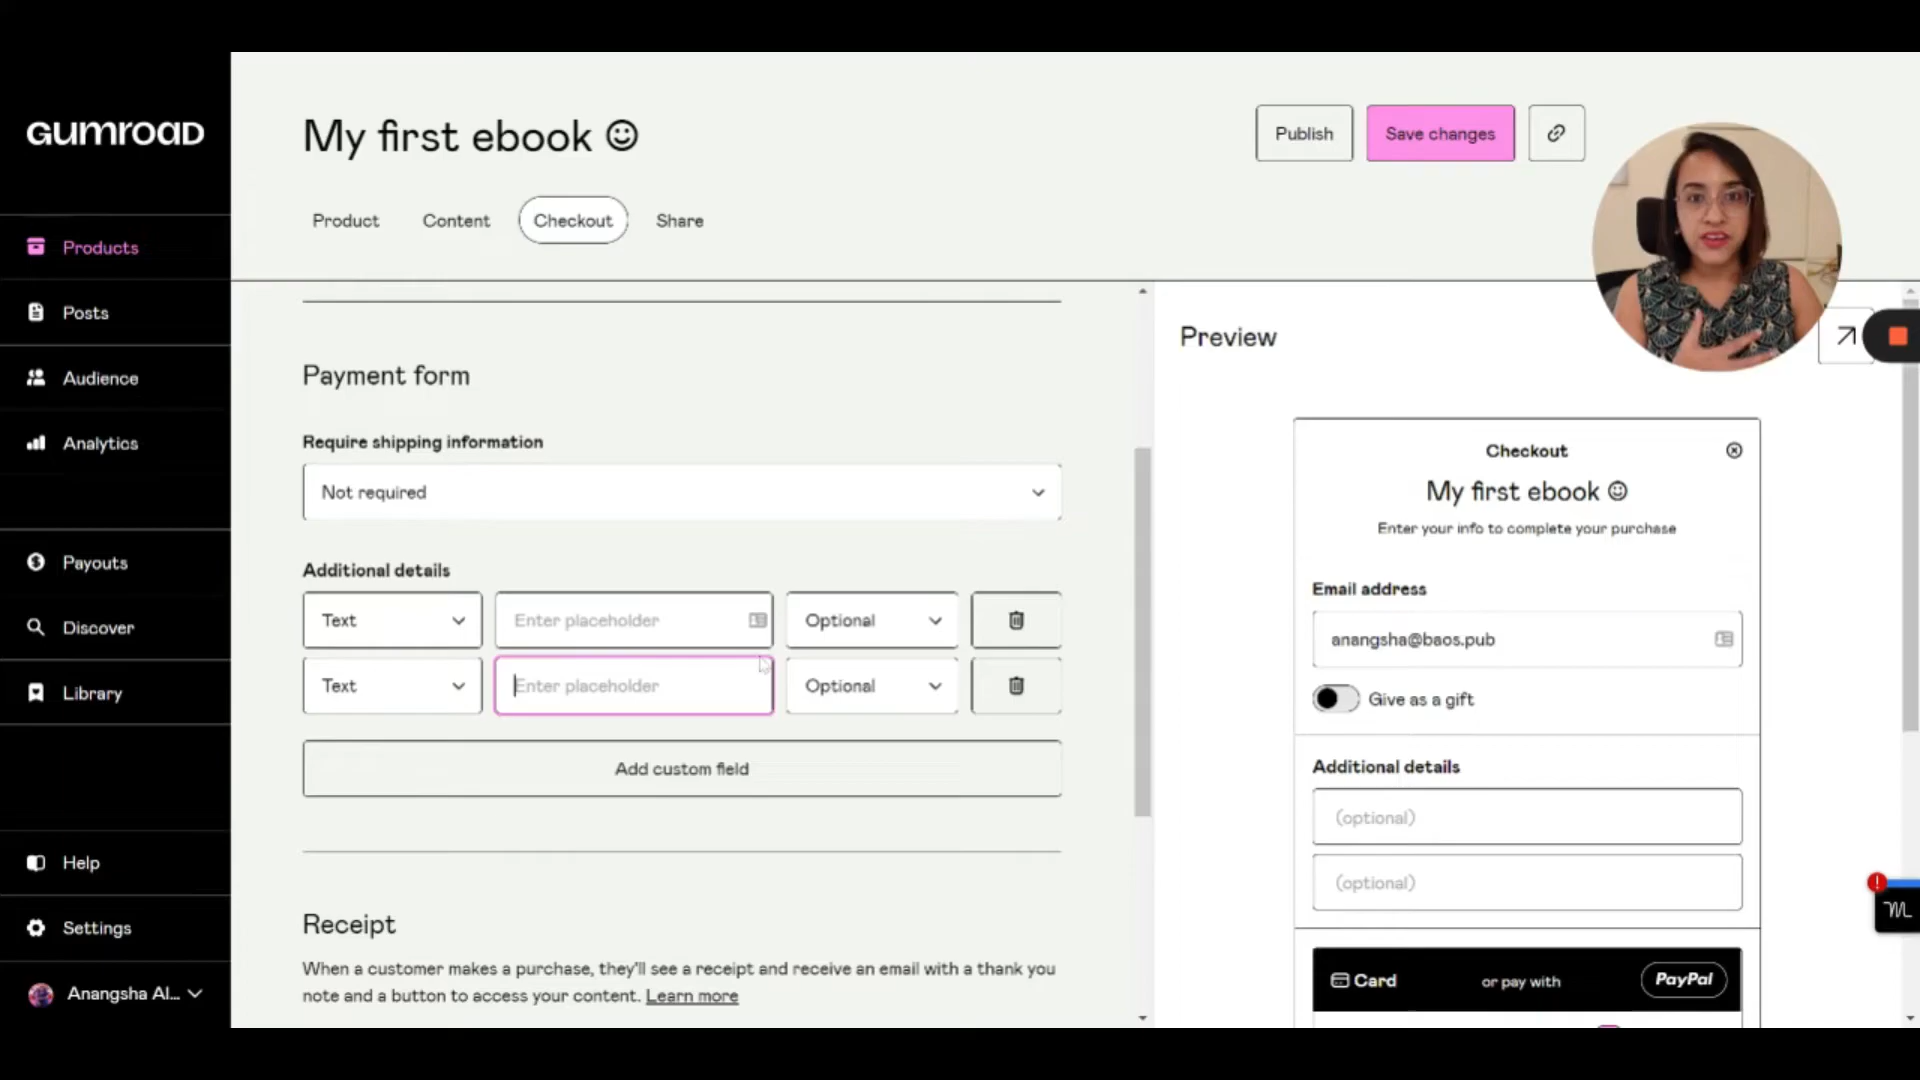 GUMROAD
Products
Posts
Audience
Analytics
Payouts
Discover
Library
Help
Settings
Anangsha Al...
My first ebook
Publish
Save changes
Product
Content
Checkout
Share
Payment form
Require shipping information
Not required
Additional details
Text
Enter placeholder
Optional
Text
Enter placeholder
Optional
Add custom field
Receipt
When a customer makes a purchase, they'll see a receipt and receive an email with a thank you
note and a button to access your content. Learn more
Preview
Checkout
My first ebook
Enter your info to complete your purchase
Email address
anangsha@baos.pub
Give as a gift
Additional details
(optional)
(optional)
Card
or pay with
PayPal